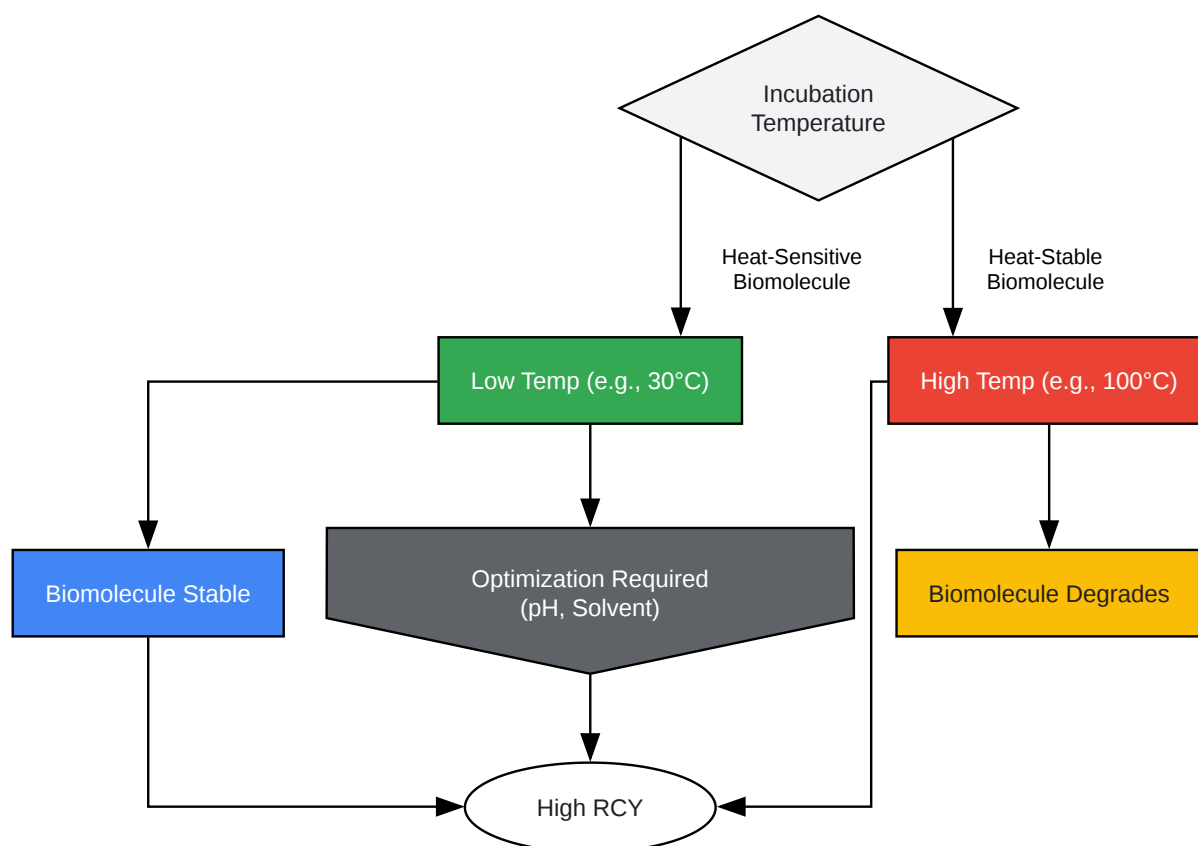 Incubation
Temperature
Heat-Sensitive
Biomolecule
Heat-Stable
Biomolecule
Low Temp (e.g., 30°C)
High Temp (e.g., 100°C)
Biomolecule Stable
Optimization Required
(pH, Solvent)
Biomolecule Degrades
High RCY